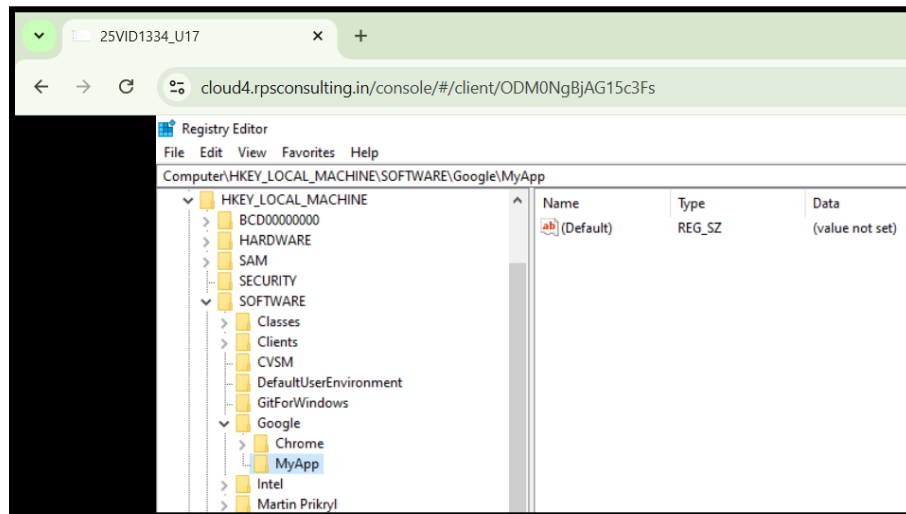 25VID1334_U17
cloud4.rpsconsulting.in/console/#/client/ODM0NgBjAG15c3Fs
Registry Editor
File Edit View Favorites Help
Computer\HKEY_LOCAL_MACHINE\SOFTWARE\Google\MyApp
HKEY_LOCAL_MACHINE
BCD00000000
HARDWARE
SAM
SECURITY
SOFTWARE
Classes
Clients
CVSM
DefaultUserEnvironment
GitForWindows
Google
Chrome
MyApp
Intel
Martin Prikryl
Name Type Data
ab (Default) REG_SZ (value not set)